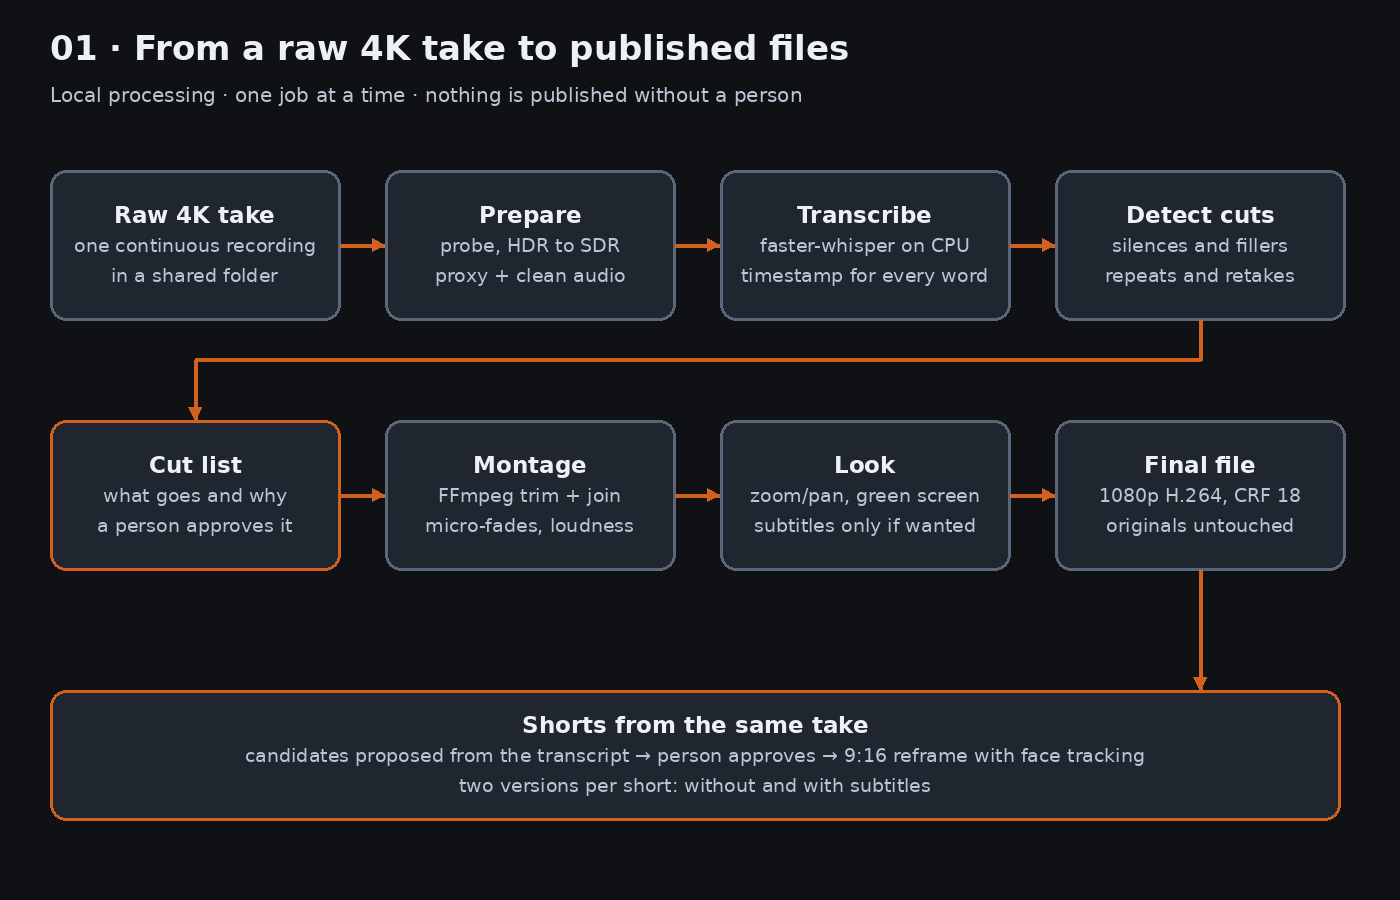 01 · From a raw 4K take to published files
Local processing · one job at a time · nothing is published without a person
Raw 4K take
one continuous recording
in a shared folder
Prepare
probe, HDR to SDR
proxy + clean audio
Transcribe
faster-whisper on CPU
timestamp for every word
Detect cuts
silences and fillers
repeats and retakes
Cut list
what goes and why
a person approves it
Montage
FFmpeg trim + join
micro-fades, loudness
Look
zoom/pan, green screen
subtitles only if wanted
Final file
1080p H.264, CRF 18
originals untouched
Shorts from the same take
candidates proposed from the transcript → person approves → 9:16 reframe with face tracking
two versions per short: without and with subtitles